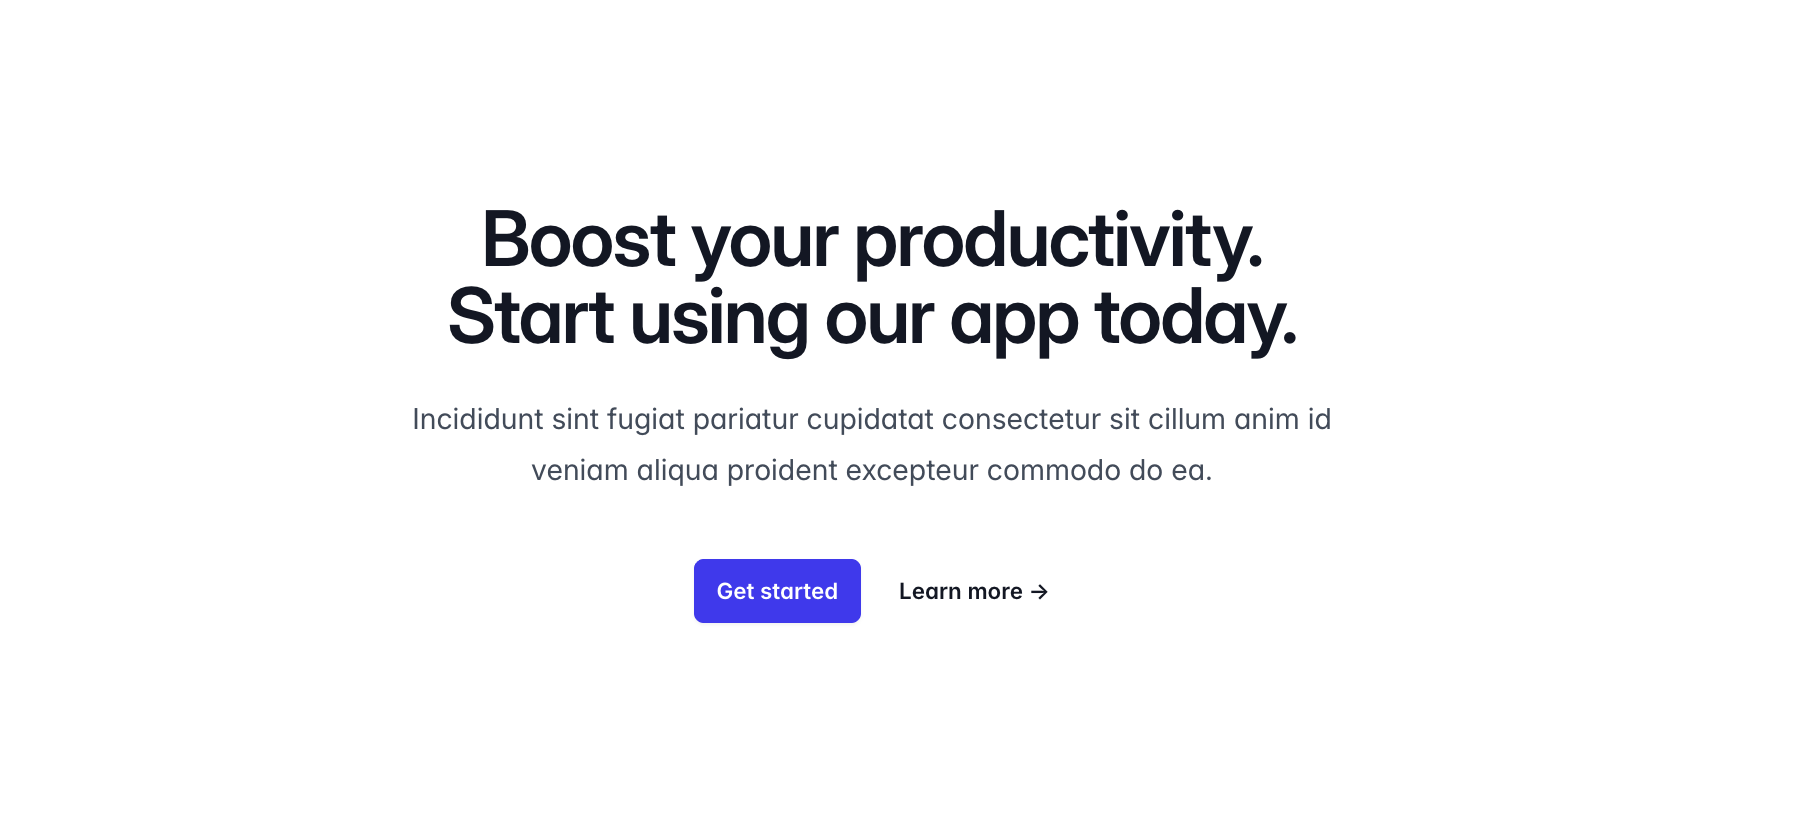 Boost your productivity.
Start using our app today.
Incididunt sint fugiat pariatur cupidatat consectetur sit cillum anim id
veniam aliqua proident excepteur commodo do ea.
Get started
Learn more →